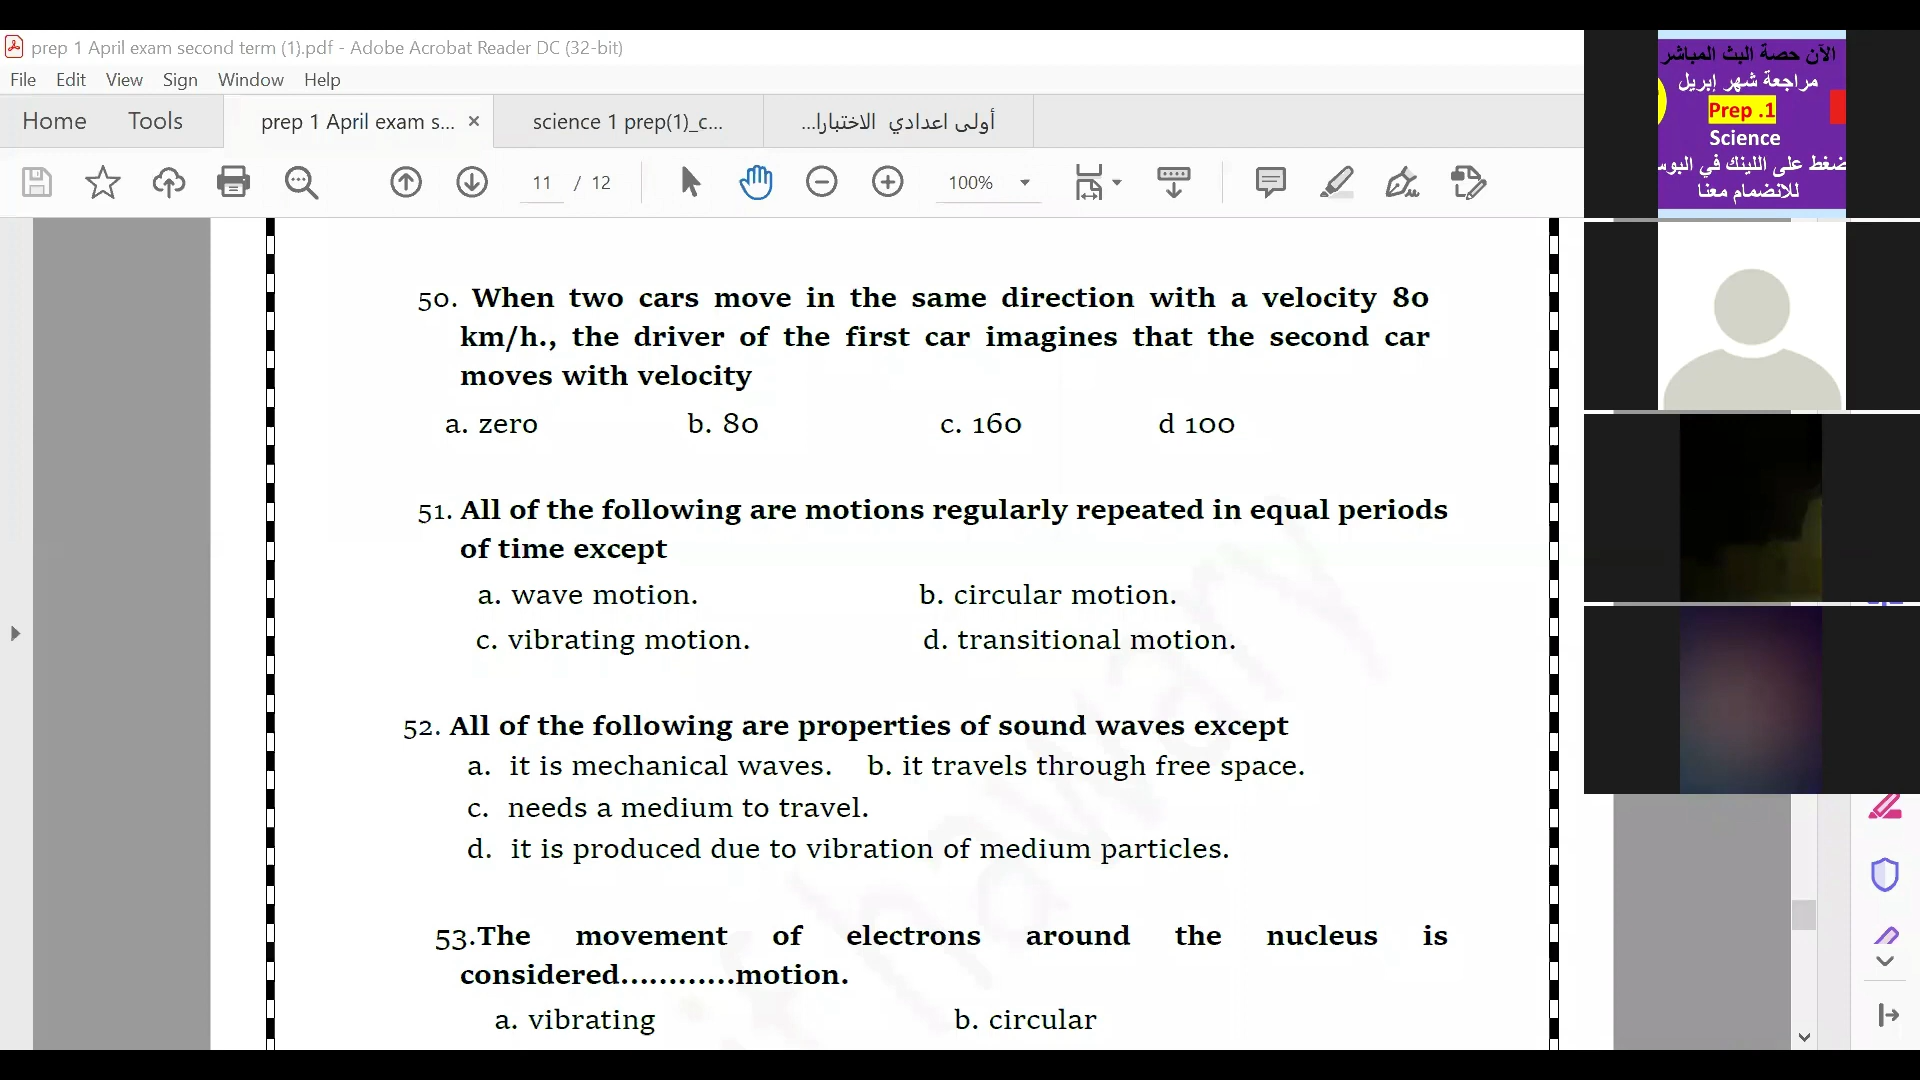 prep 1 April exam second term (1).pdf - Adobe Acrobat Reader DC (32-bit)
File Edit View Sign Window Help
Home Tools prep 1 April exam s... × science 1 prep(1)_c... أولى اعدادي الاختبارا...
11 / 12 100%
50. When two cars move in the same direction with a velocity 80
km/h., the driver of the first car imagines that the second car
moves with velocity
a. zero b. 80 c. 160 d 100
51. All of the following are motions regularly repeated in equal periods
of time except
a. wave motion. b. circular motion.
c. vibrating motion. d. transitional motion.
52. All of the following are properties of sound waves except
a. it is mechanical waves. b. it travels through free space.
c. needs a medium to travel.
d. it is produced due to vibration of medium particles.
53.The movement of electrons around the nucleus is
considered............motion.
a. vibrating b. circular
الآن حصة البث المباشر
مراجعة شهر إبريل
Prep .1
Science
ضغط على اللينك في البوس
للانضمام معنا